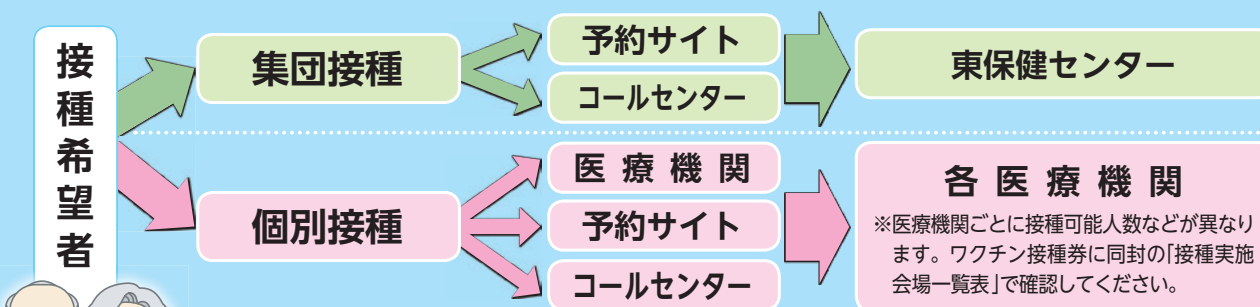 接種希望者
集団接種
予約サイト
コールセンター
東保健センター
個別接種
医療機関
予約サイト
コールセンター
各医療機関
※医療機関ごとに接種可能人数などが異なり
ます。ワクチン接種券に同封の「接種実施
会場一覧表」で確認してください。